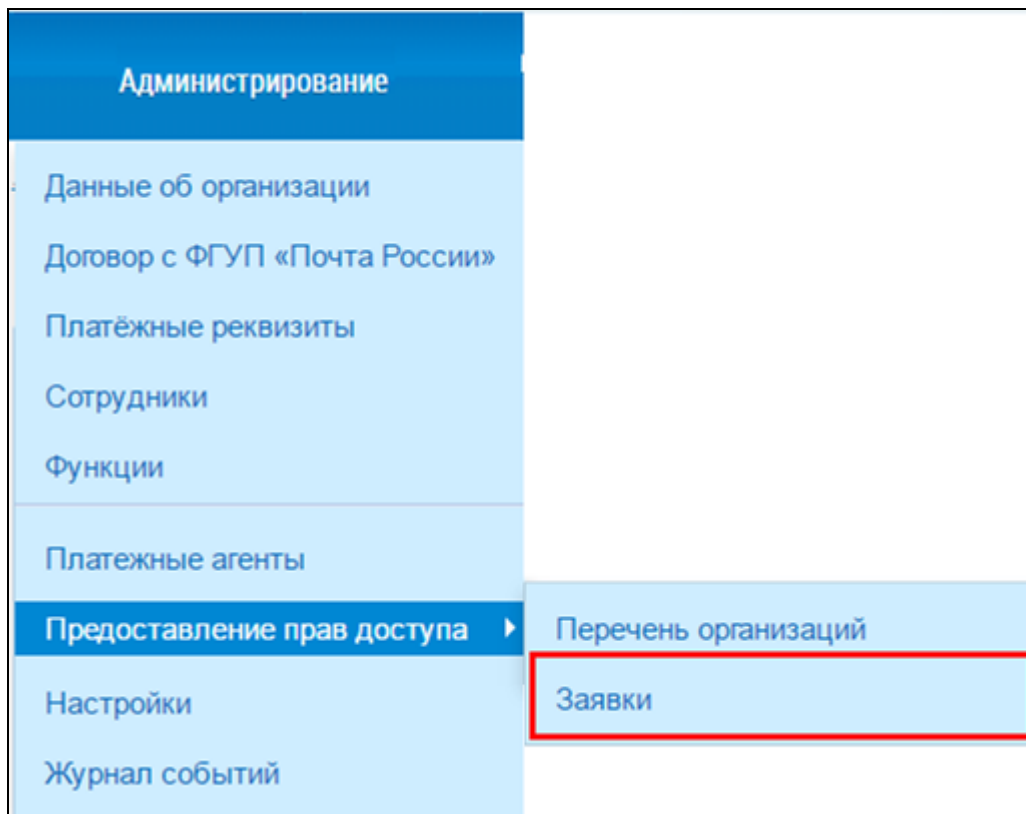 Администрирование
Данные об организации
Договор с ФГУП «Почта России»
Платёжные реквизиты
Сотрудники
Функции
Платежные агенты
Предоставление прав доступа
Перечень организаций
Заявки
Настройки
Журнал событий